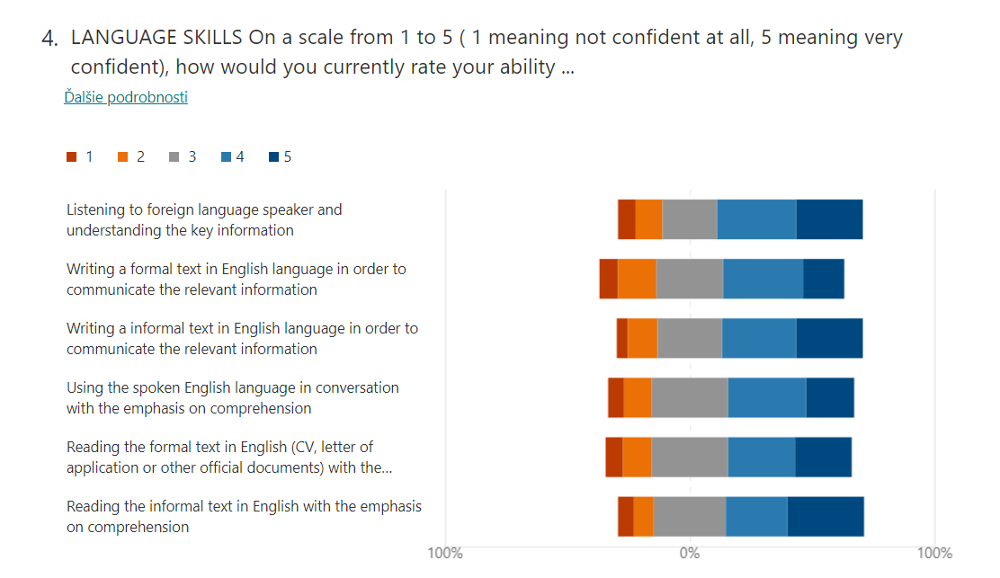 4. LANGUAGE SKILLS On a scale from 1 to 5 ( 1 meaning not confident at all, 5 meaning very
confident), how would you currently rate your ability ...
Ďalšie podrobnosti
1 2 3 4 5
Listening to foreign language speaker and
understanding the key information
Writing a formal text in English language in order to
communicate the relevant information
Writing a informal text in English language in order to
communicate the relevant information
Using the spoken English language in conversation
with the emphasis on comprehension
Reading the formal text in English (CV, letter of
application or other official documents) with the...
Reading the informal text in English with the emphasis
on comprehension
100% 0% 100%